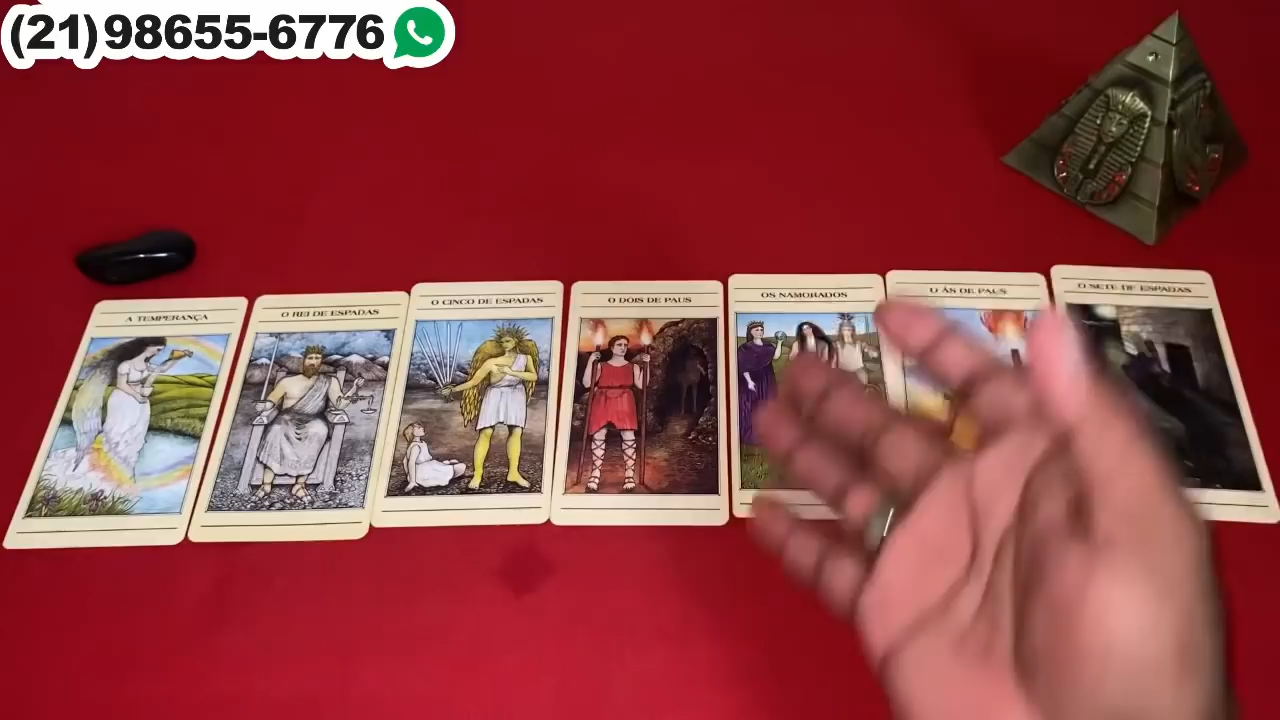 (21)98655-6776
A TEMPERANÇA
O REI DE ESPADAS
O CINCO DE ESPADAS
O DOIS DE PAUS
OS NAMORADOS
O ÁS DE PAUS
O SETE DE ESPADAS